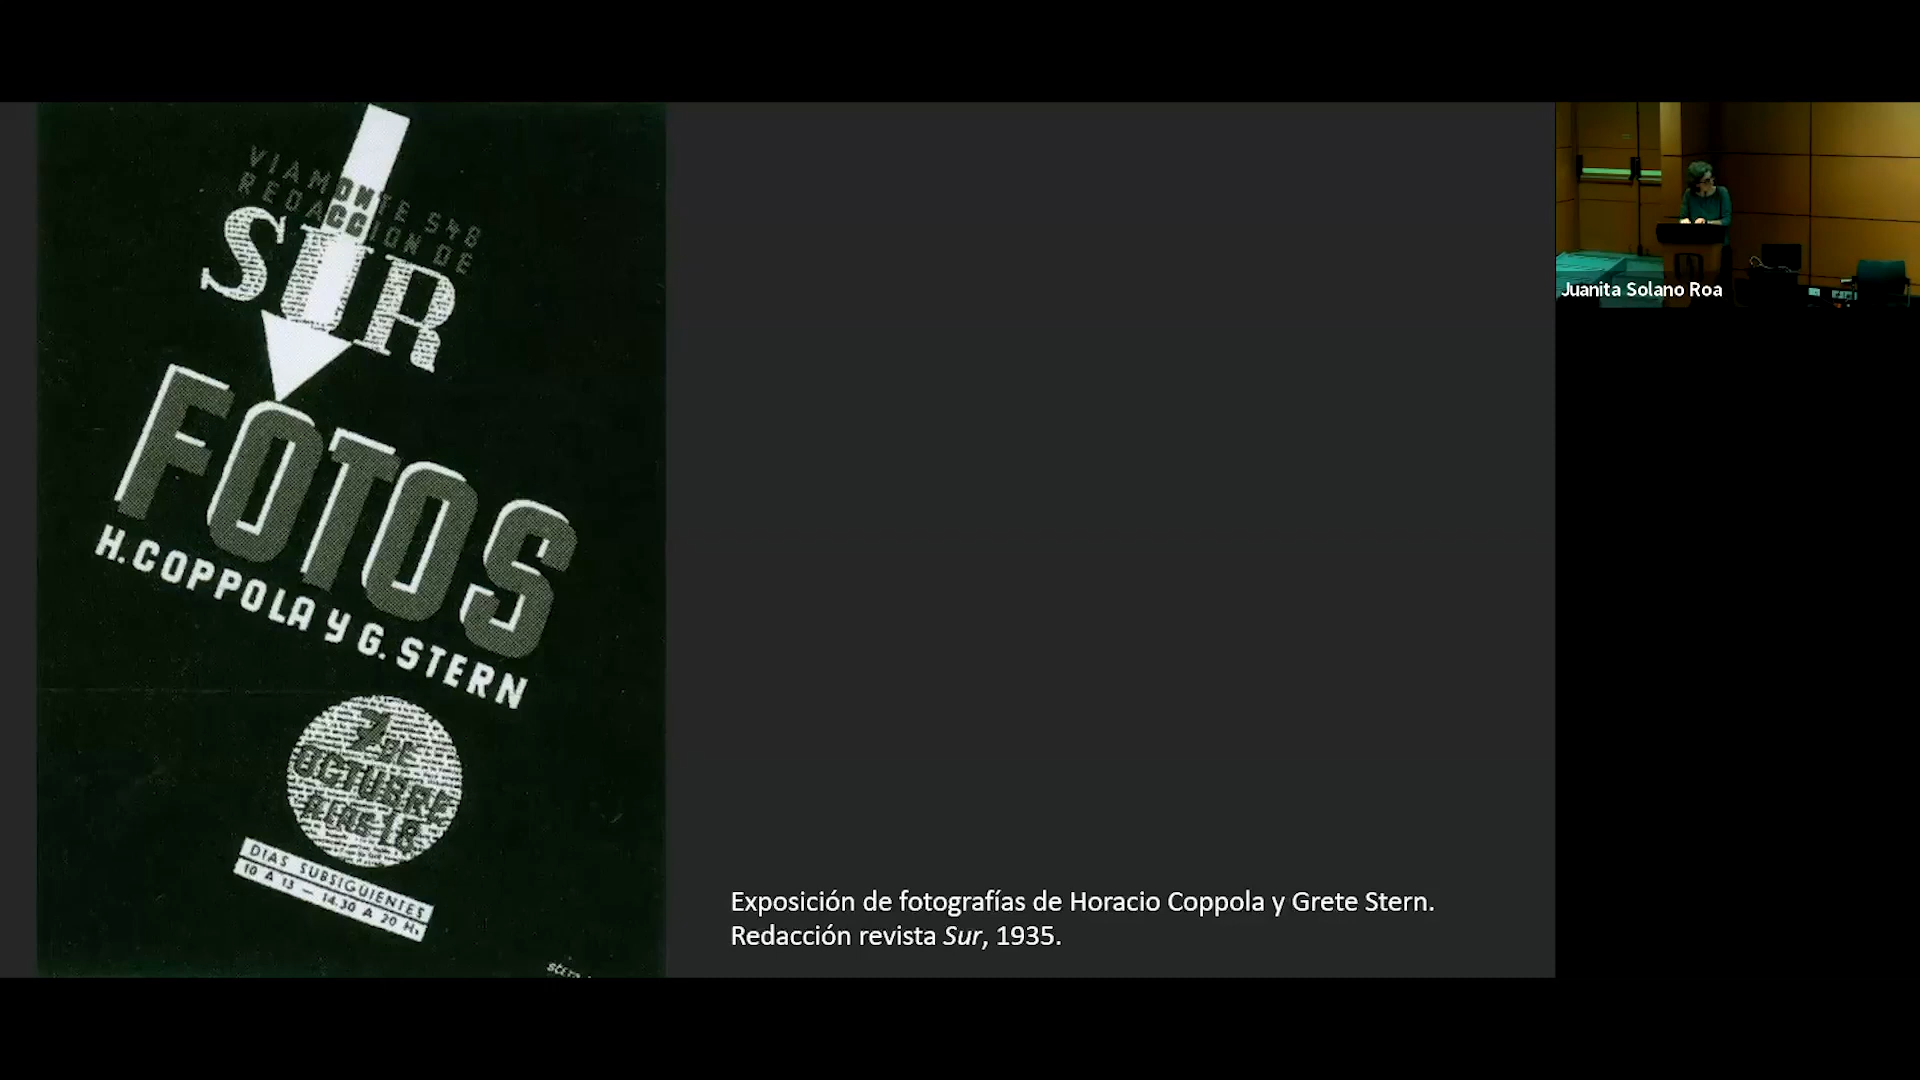 VIAMONTE 548
REDACCION DE
SUR
FOTOS
H. COPPOLA Y G. STERN
7 DE
OCTUBRE
A LAS 18
DIAS SUBSIGUIENTES
10 A 13 — 14.30 A 20 Hs
Exposición de fotografías de Horacio Coppola y Grete Stern.
Redacción revista Sur, 1935.
Juanita Solano Roa